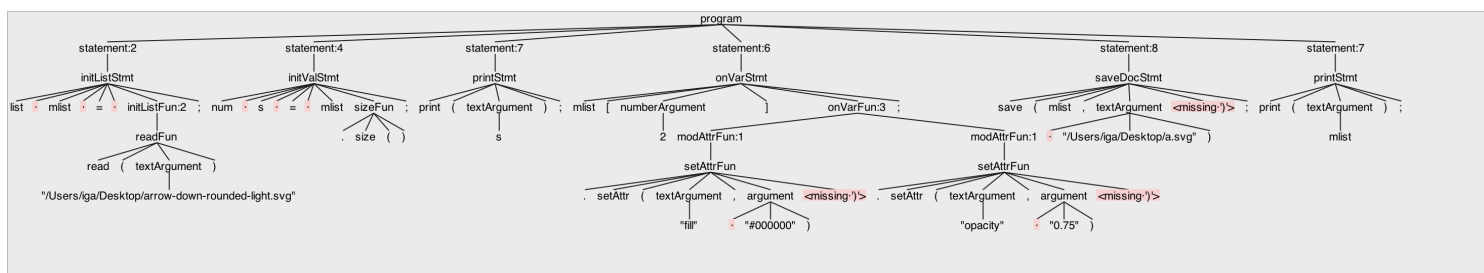 program
statement:2 statement:4 statement:7 statement:6 statement:8 statement:7
initListStmt initValStmt printStmt onVarStmt saveDocStmt printStmt
list · mlist · = · initListFun:2 ; num · s · = · mlist sizeFun ; print ( textArgument ) ; mlist [ numberArgument ] onVarFun:3 ; save ( mlist , textArgument <missing·')'> ; print ( textArgument ) ;
readFun . size ( ) s 2 modAttrFun:1 modAttrFun:1 · "/Users/iga/Desktop/a.svg" ) mlist
read ( textArgument ) setAttrFun setAttrFun
"/Users/iga/Desktop/arrow-down-rounded-light.svg" . setAttr ( textArgument , argument <missing·')'> . setAttr ( textArgument , argument <missing·')'>
"fill" · "#000000" ) "opacity" · "0.75" )